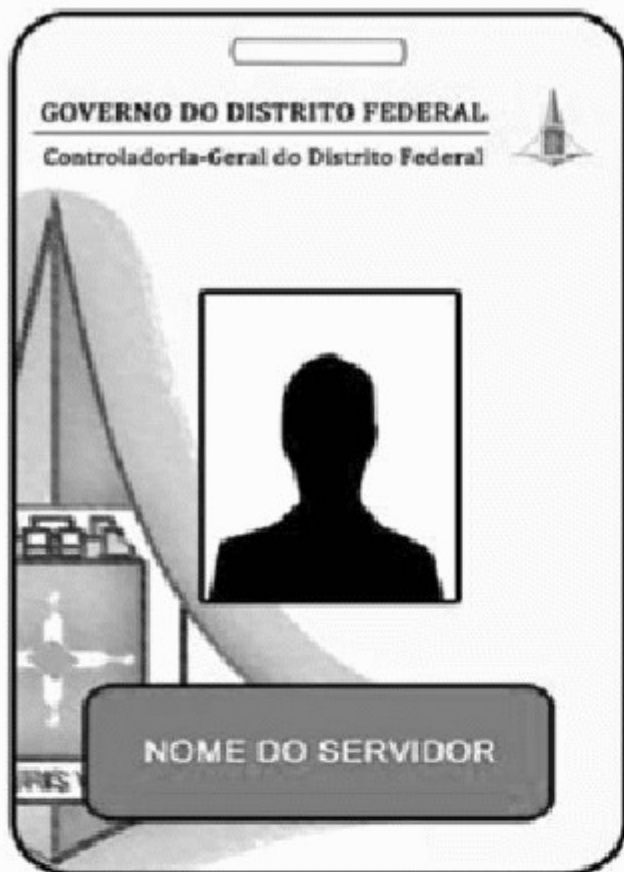 GOVERNO DO DISTRITO FEDERAL
Controladoria-Geral do Distrito Federal
NOME DO SERVIDOR